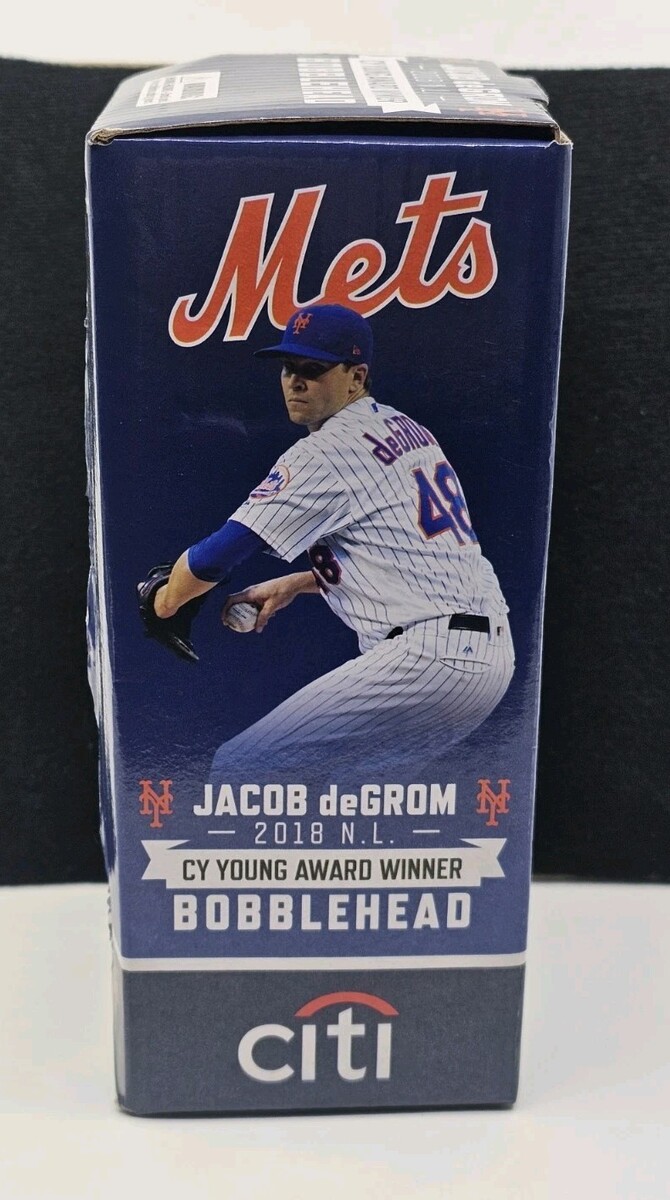 Mets
deGROM
48
JACOB deGROM
2018 N.L.
CY YOUNG AWARD WINNER
BOBBLEHEAD
citi